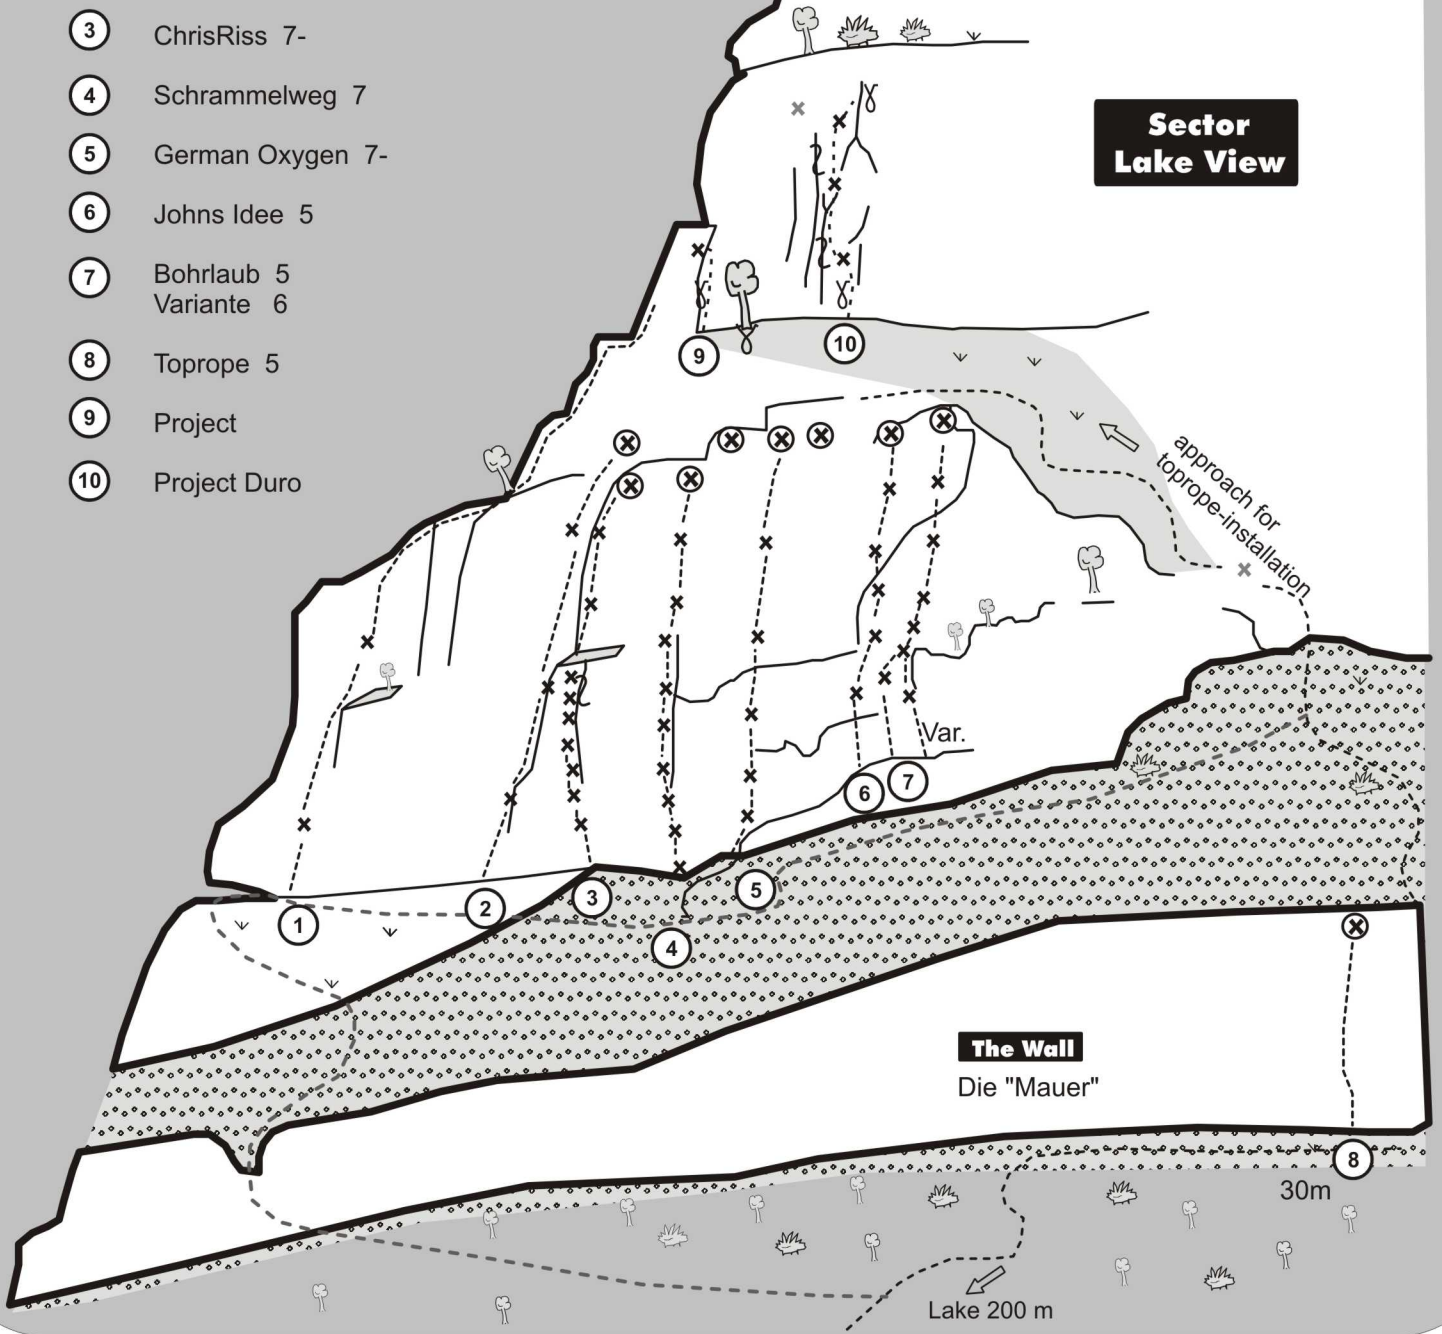 3 ChrisRiss 7-
4 Schrammelweg 7
5 German Oxygen 7-
6 Johns Idee 5
7 Bohrlaub 5
Variante 6
8 Toprope 5
9 Project
10 Project Duro
Sector
Lake View
9
10
approach for
toprope-installation
Var.
6
7
1
2
3
4
5
The Wall
Die "Mauer"
8
30m
Lake 200 m